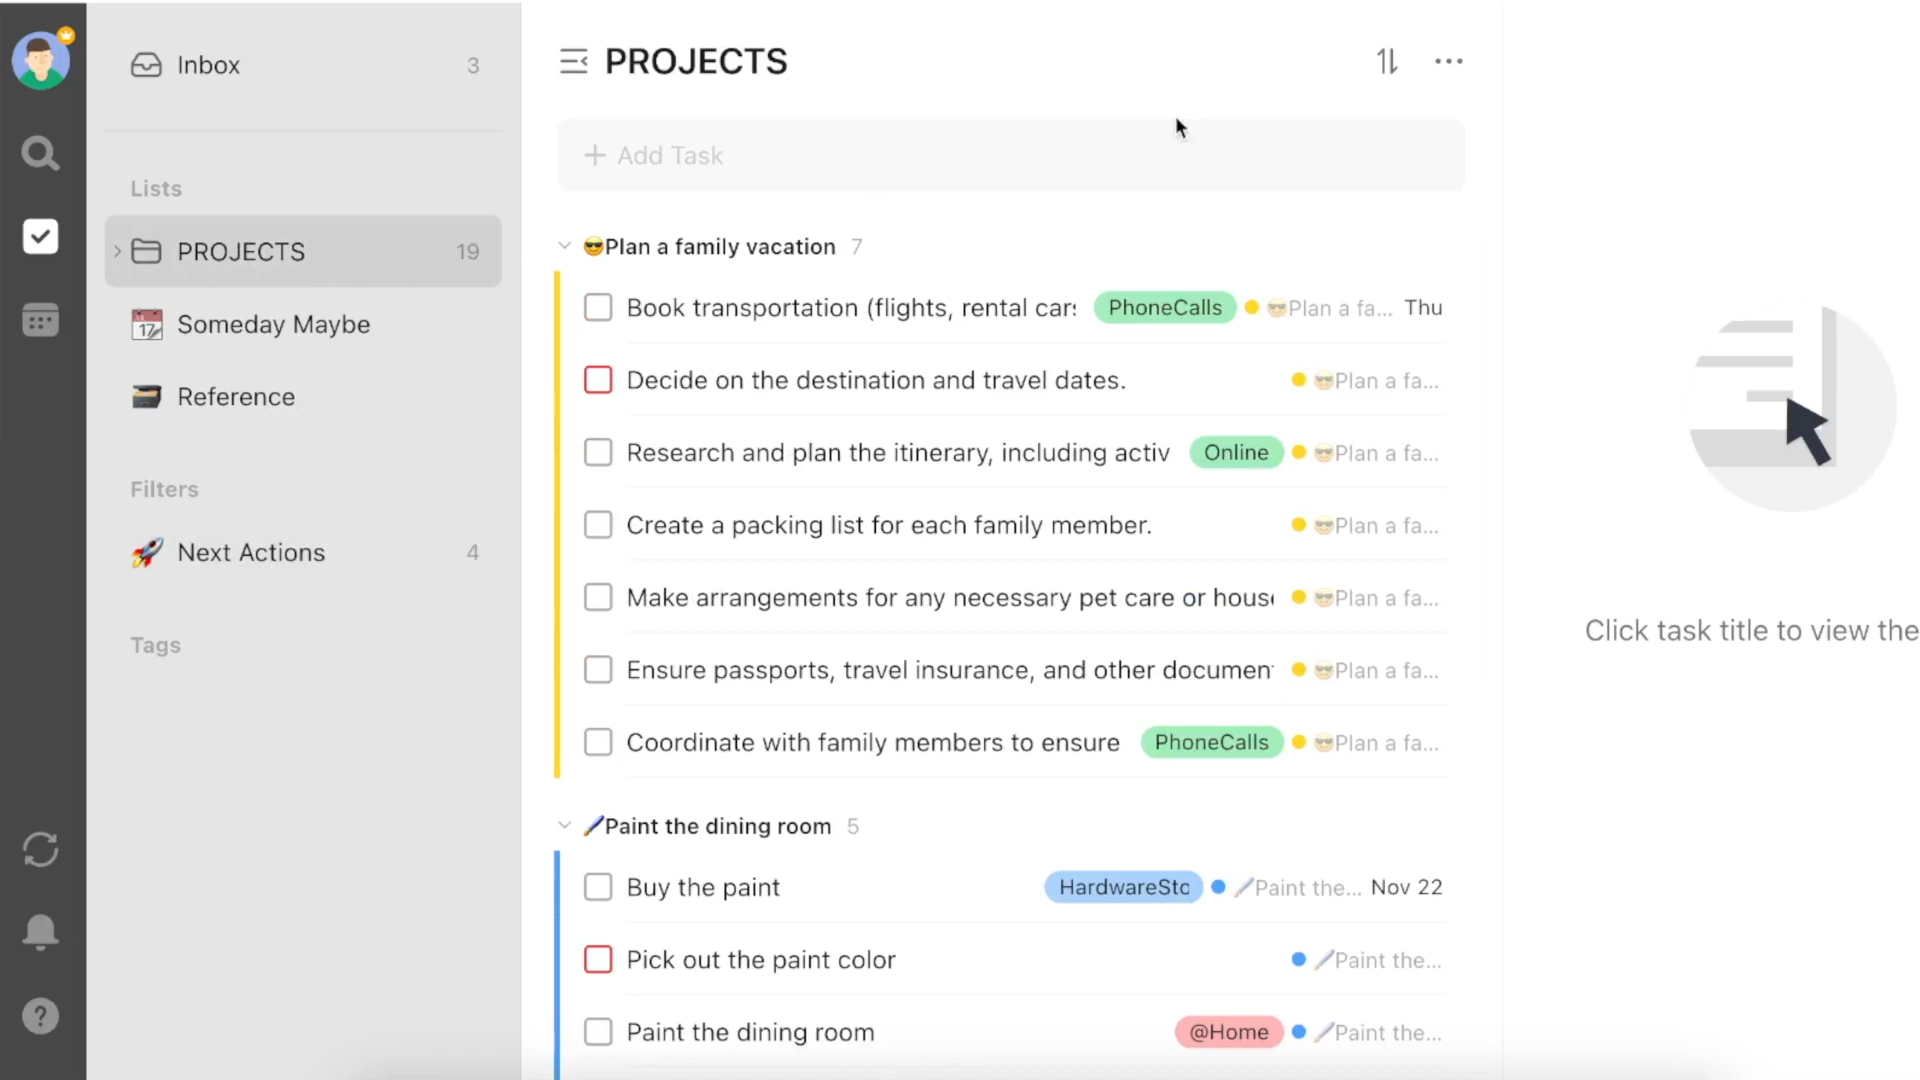 Inbox 3
Lists
PROJECTS 19
17
Someday Maybe
Reference
Filters
Next Actions 4
Tags
?
PROJECTS
+ Add Task
Plan a family vacation 7
Book transportation (flights, rental cars PhoneCalls Plan a fa... Thu
Decide on the destination and travel dates. Plan a fa...
Research and plan the itinerary, including activ Online Plan a fa...
Create a packing list for each family member. Plan a fa...
Make arrangements for any necessary pet care or house Plan a fa...
Ensure passports, travel insurance, and other document Plan a fa...
Coordinate with family members to ensure PhoneCalls Plan a fa...
Paint the dining room 5
Buy the paint HardwareSto Paint the... Nov 22
Pick out the paint color Paint the...
Paint the dining room @Home Paint the...
Click task title to view the